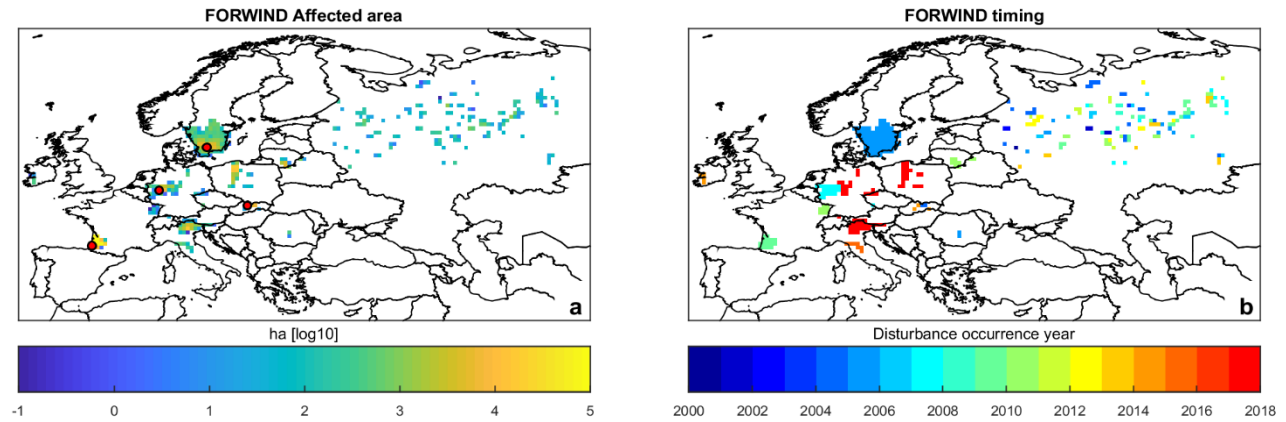 FORWIND Affected area
a
ha [log10]
-1 0 1 2 3 4 5
FORWIND timing
b
Disturbance occurrence year
2000 2002 2004 2006 2008 2010 2012 2014 2016 2018